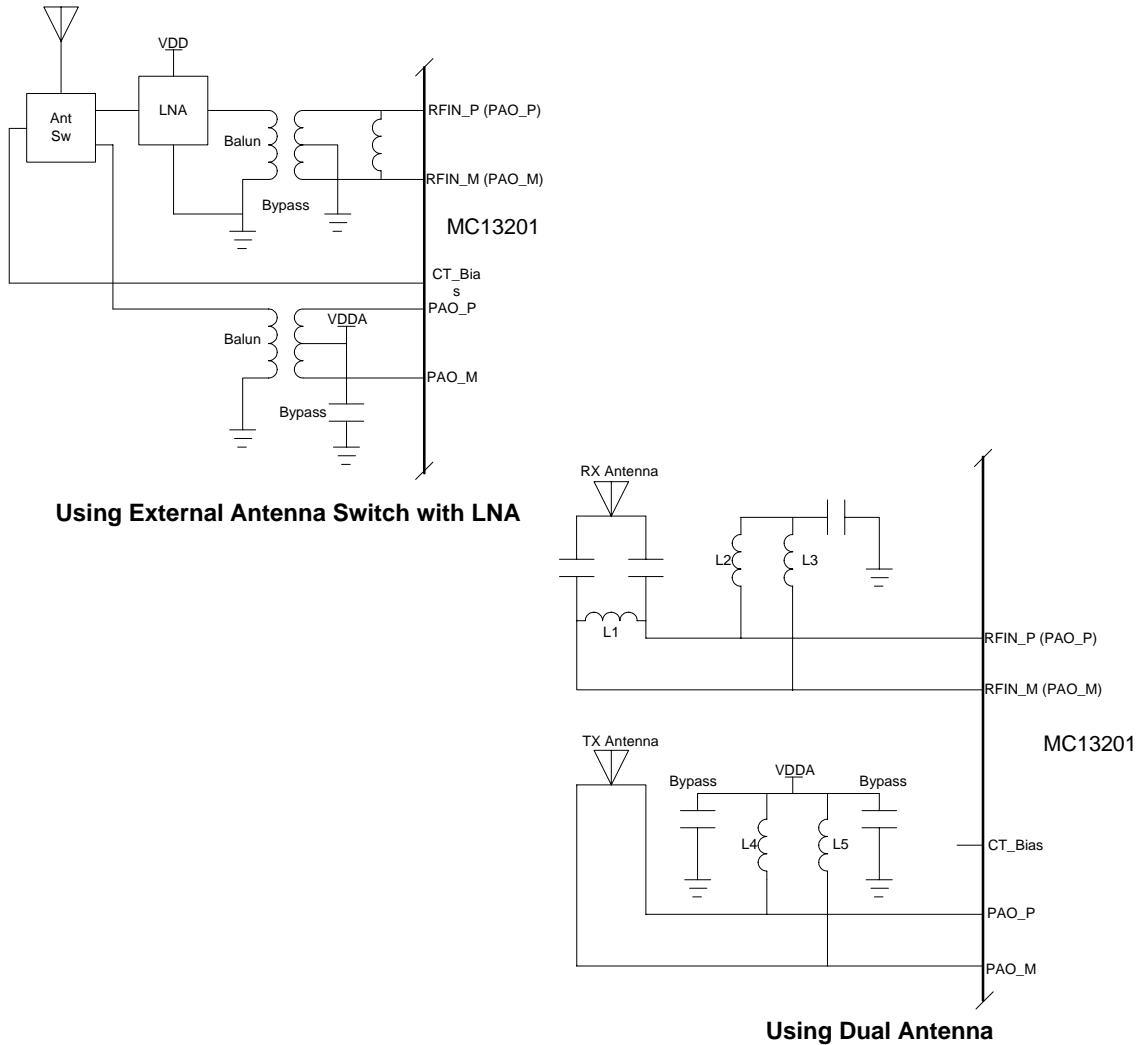 VDD
LNA
Ant
Sw
Balun
RFIN_P (PAO_P)
RFIN_M (PAO_M)
Bypass
MC13201
CT_Bia
s
PAO_P
VDDA
Balun
PAO_M
Bypass
Using External Antenna Switch with LNA
RX Antenna
L2
L3
L1
RFIN_P (PAO_P)
RFIN_M (PAO_M)
MC13201
TX Antenna
Bypass
VDDA
Bypass
L4
L5
CT_Bias
PAO_P
PAO_M
Using Dual Antenna